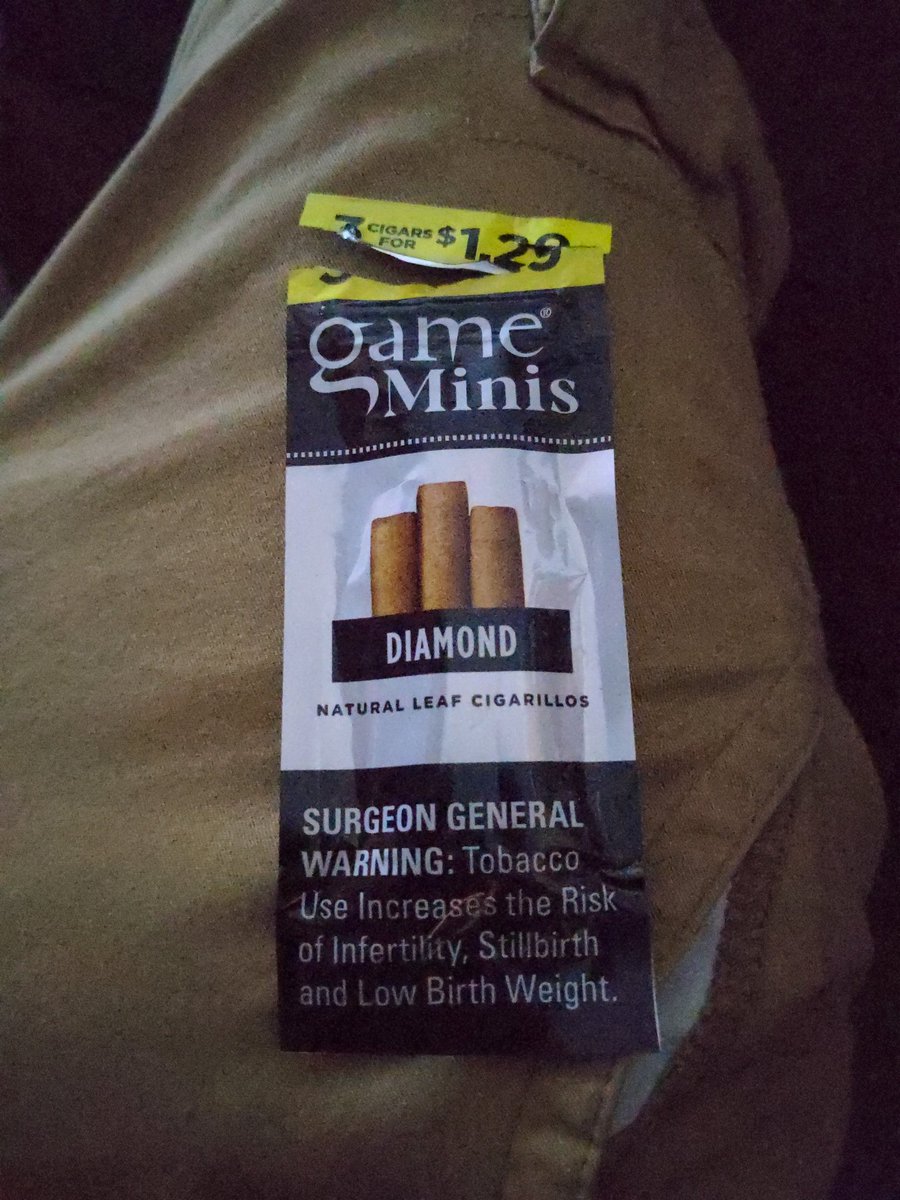 3 CIGARS FOR $1.29
game®
Minis
DIAMOND
NATURAL LEAF CIGARILLOS
SURGEON GENERAL
WARNING: Tobacco
Use Increases the Risk
of Infertility, Stillbirth
and Low Birth Weight.